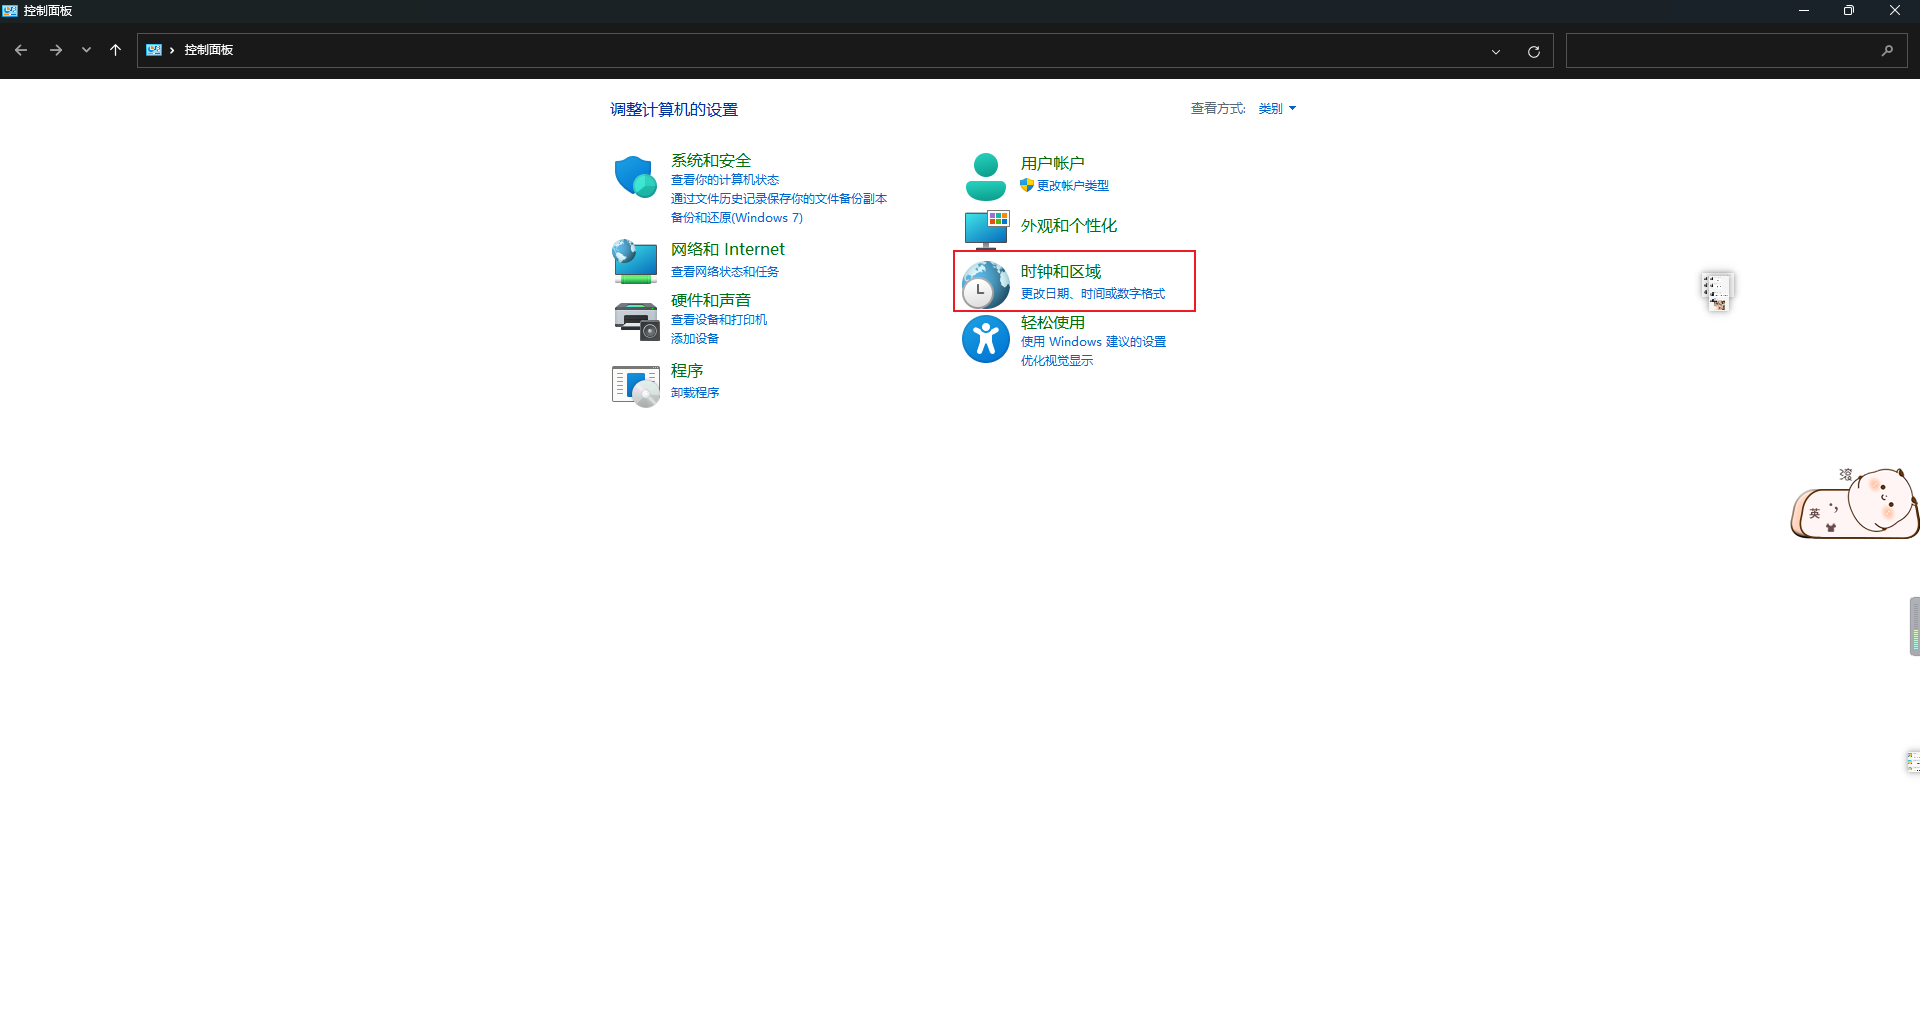 控制面板
控制面板
调整计算机的设置
查看方式: 类别
系统和安全
查看你的计算机状态
通过文件历史记录保存你的文件备份副本
备份和还原(Windows 7)
网络和 Internet
查看网络状态和任务
硬件和声音
查看设备和打印机
添加设备
程序
卸载程序
用户帐户
更改帐户类型
外观和个性化
时钟和区域
更改日期、时间或数字格式
轻松使用
使用 Windows 建议的设置
优化视觉显示
英